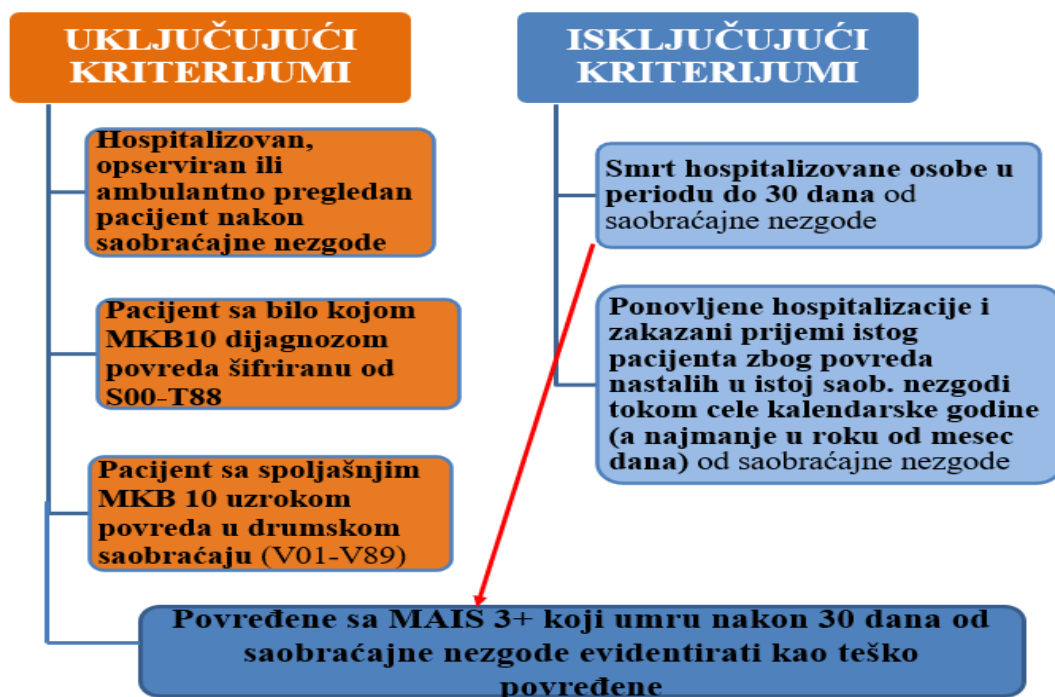 UKLJUČUJUĆI
KRITERIJUMI
Hospitalizovan,
opserviran ili
ambulantno pregledan
pacijent nakon
saobraćajne nezgode
Pacijent sa bilo kojom
MKB10 dijagnozom
povreda šifriranu od
S00-T88
Pacijent sa spoljašnjim
MKB 10 uzrokom
povreda u drumskom
saobraćaju (V01-V89)
ISKLJUČUJUĆI
KRITERIJUMI
Smrt hospitalizovane osobe u
periodu do 30 dana od
saobraćajne nezgode
Ponovljene hospitalizacije i
zakazani prijemi istog
pacijenta zbog povreda
nastalih u istoj saob. nezgodi
tokom cele kalendarske godine
(a najmanje u roku od mesec
dana) od saobraćajne nezgode
Povređene sa MAIS 3+ koji umru nakon 30 dana od
saobraćajne nezgode evidentirati kao teško
povređene